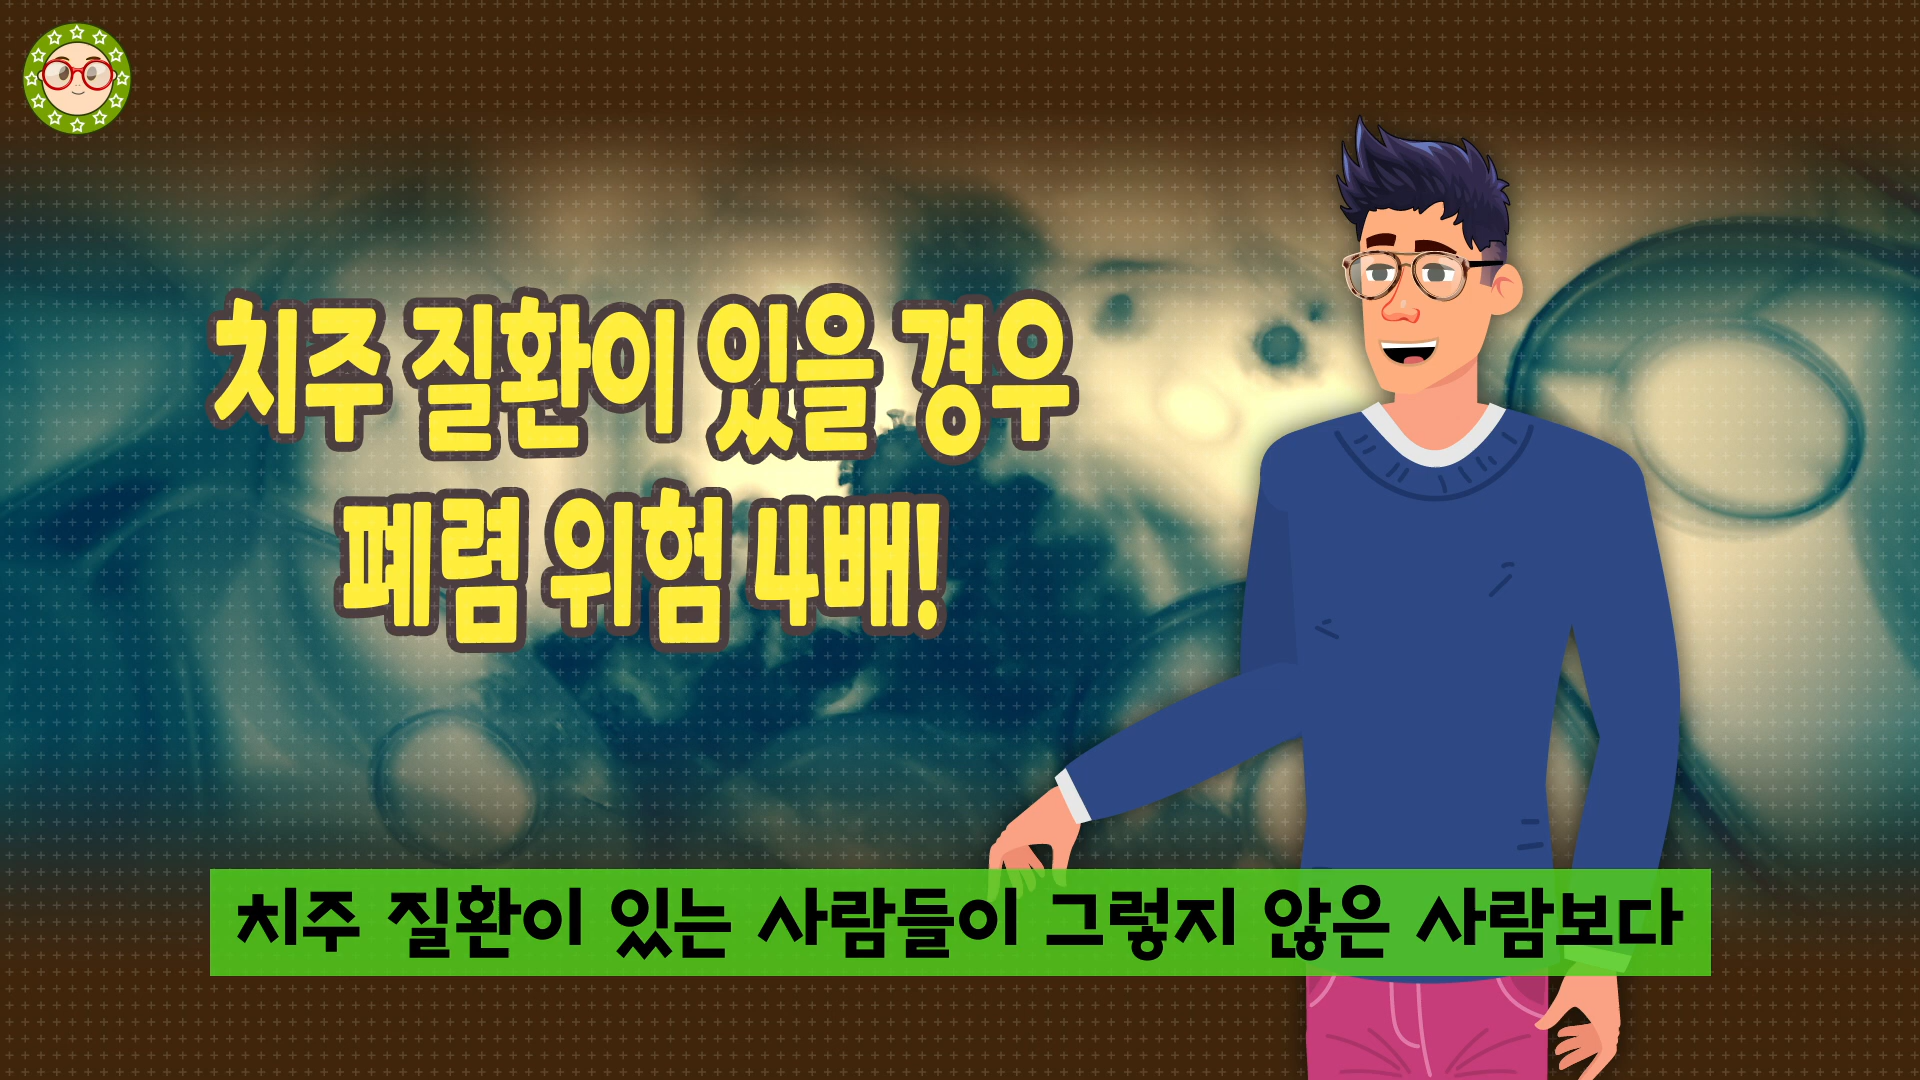 치주 질환이 있을 경우
폐렴 위험 4배!
치주 질환이 있는 사람들이 그렇지 않은 사람보다